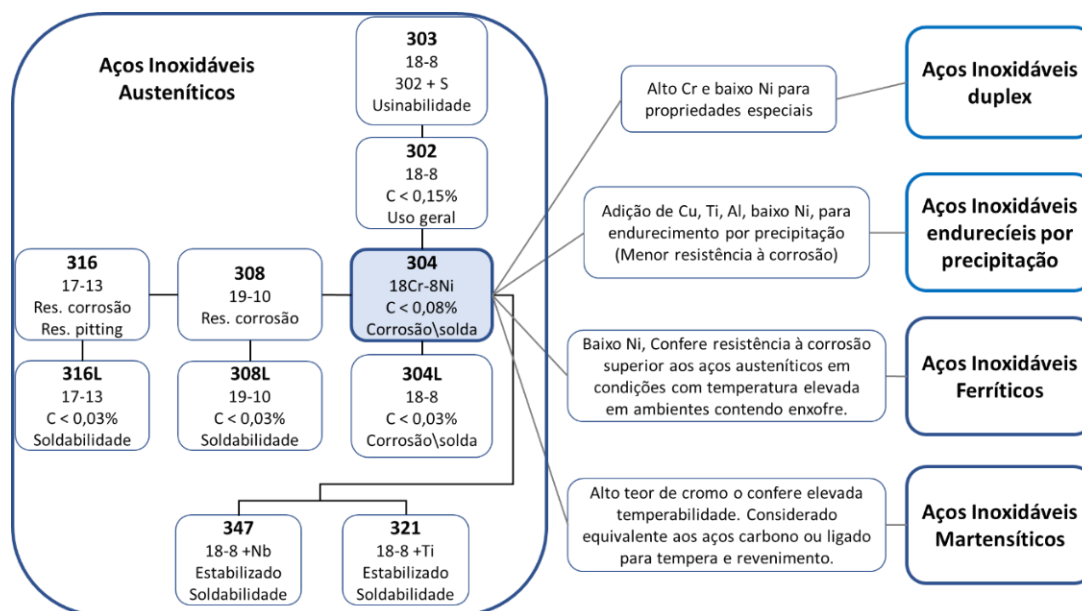 Aços Inoxidáveis
Austeníticos
303
18-8
302 + S
Usinabilidade
302
18-8
C < 0,15%
Uso geral
316
17-13
Res. corrosão
Res. pitting
308
19-10
Res. corrosão
304
18Cr-8Ni
C < 0,08%
Corrosão\solda
316L
17-13
C < 0,03%
Soldabilidade
308L
19-10
C < 0,03%
Soldabilidade
304L
18-8
C < 0,03%
Corrosão\solda
347
18-8 +Nb
Estabilizado
Soldabilidade
321
18-8 +Ti
Estabilizado
Soldabilidade
Alto Cr e baixo Ni para
propriedades especiais
Aços Inoxidáveis
duplex
Adição de Cu, Ti, Al, baixo Ni, para
endurecimento por precipitação
(Menor resistência à corrosão)
Aços Inoxidáveis
endurecíeis por
precipitação
Baixo Ni, Confere resistência à corrosão
superior aos aços austeníticos em
condições com temperatura elevada
em ambientes contendo enxofre.
Aços Inoxidáveis
Ferríticos
Alto teor de cromo o confere elevada
temperabilidade. Considerado
equivalente aos aços carbono ou ligado
para tempera e revenimento.
Aços Inoxidáveis
Martensíticos